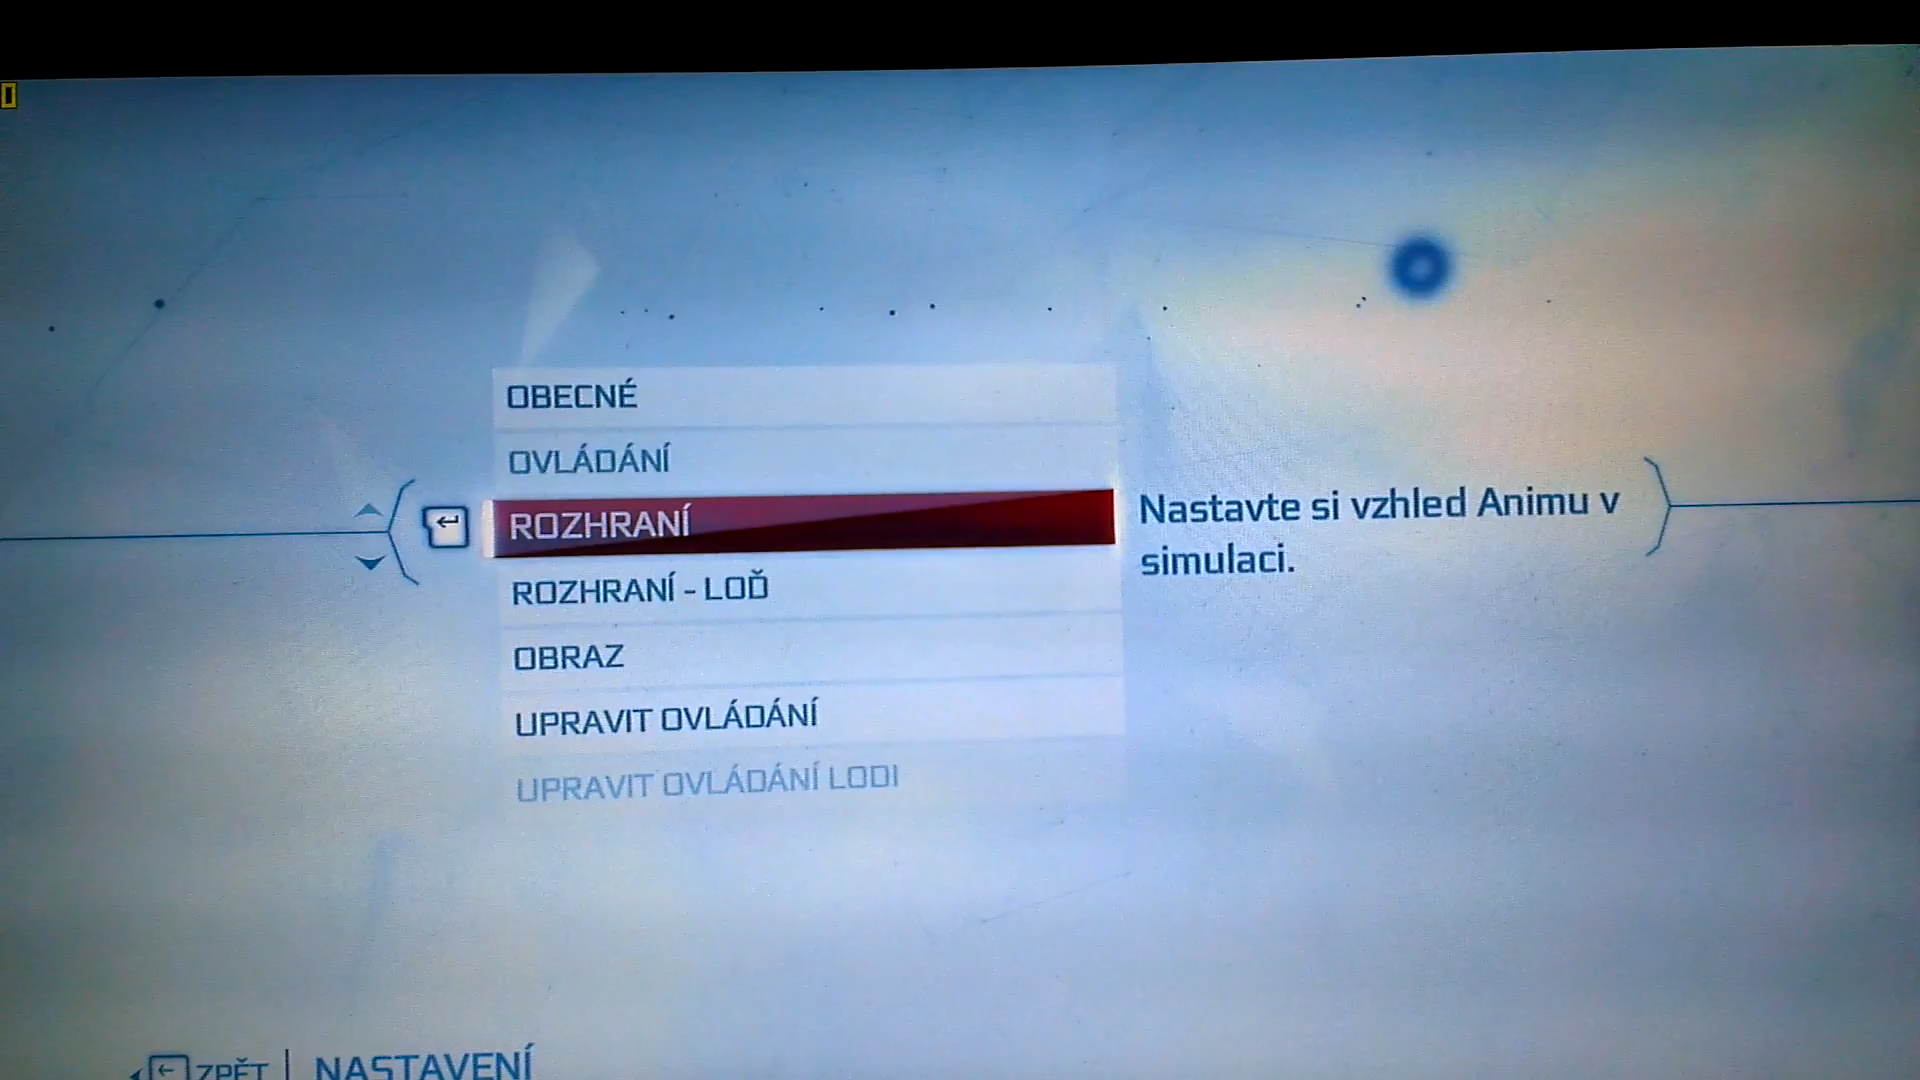 OBECNÉ
OVLÁDÁNÍ
ROZHRANÍ
ROZHRANÍ - LOĎ
OBRAZ
UPRAVIT OVLÁDÁNÍ
UPRAVIT OVLÁDÁNÍ LODI
Nastavte si vzhled Animu v
simulaci.
ZPĚT | NASTAVENÍ